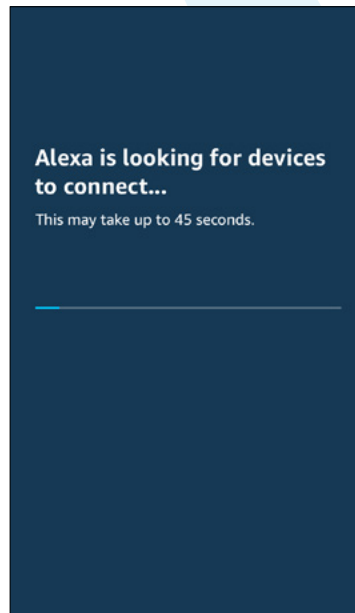 Alexa is looking for devices
to connect...
This may take up to 45 seconds.